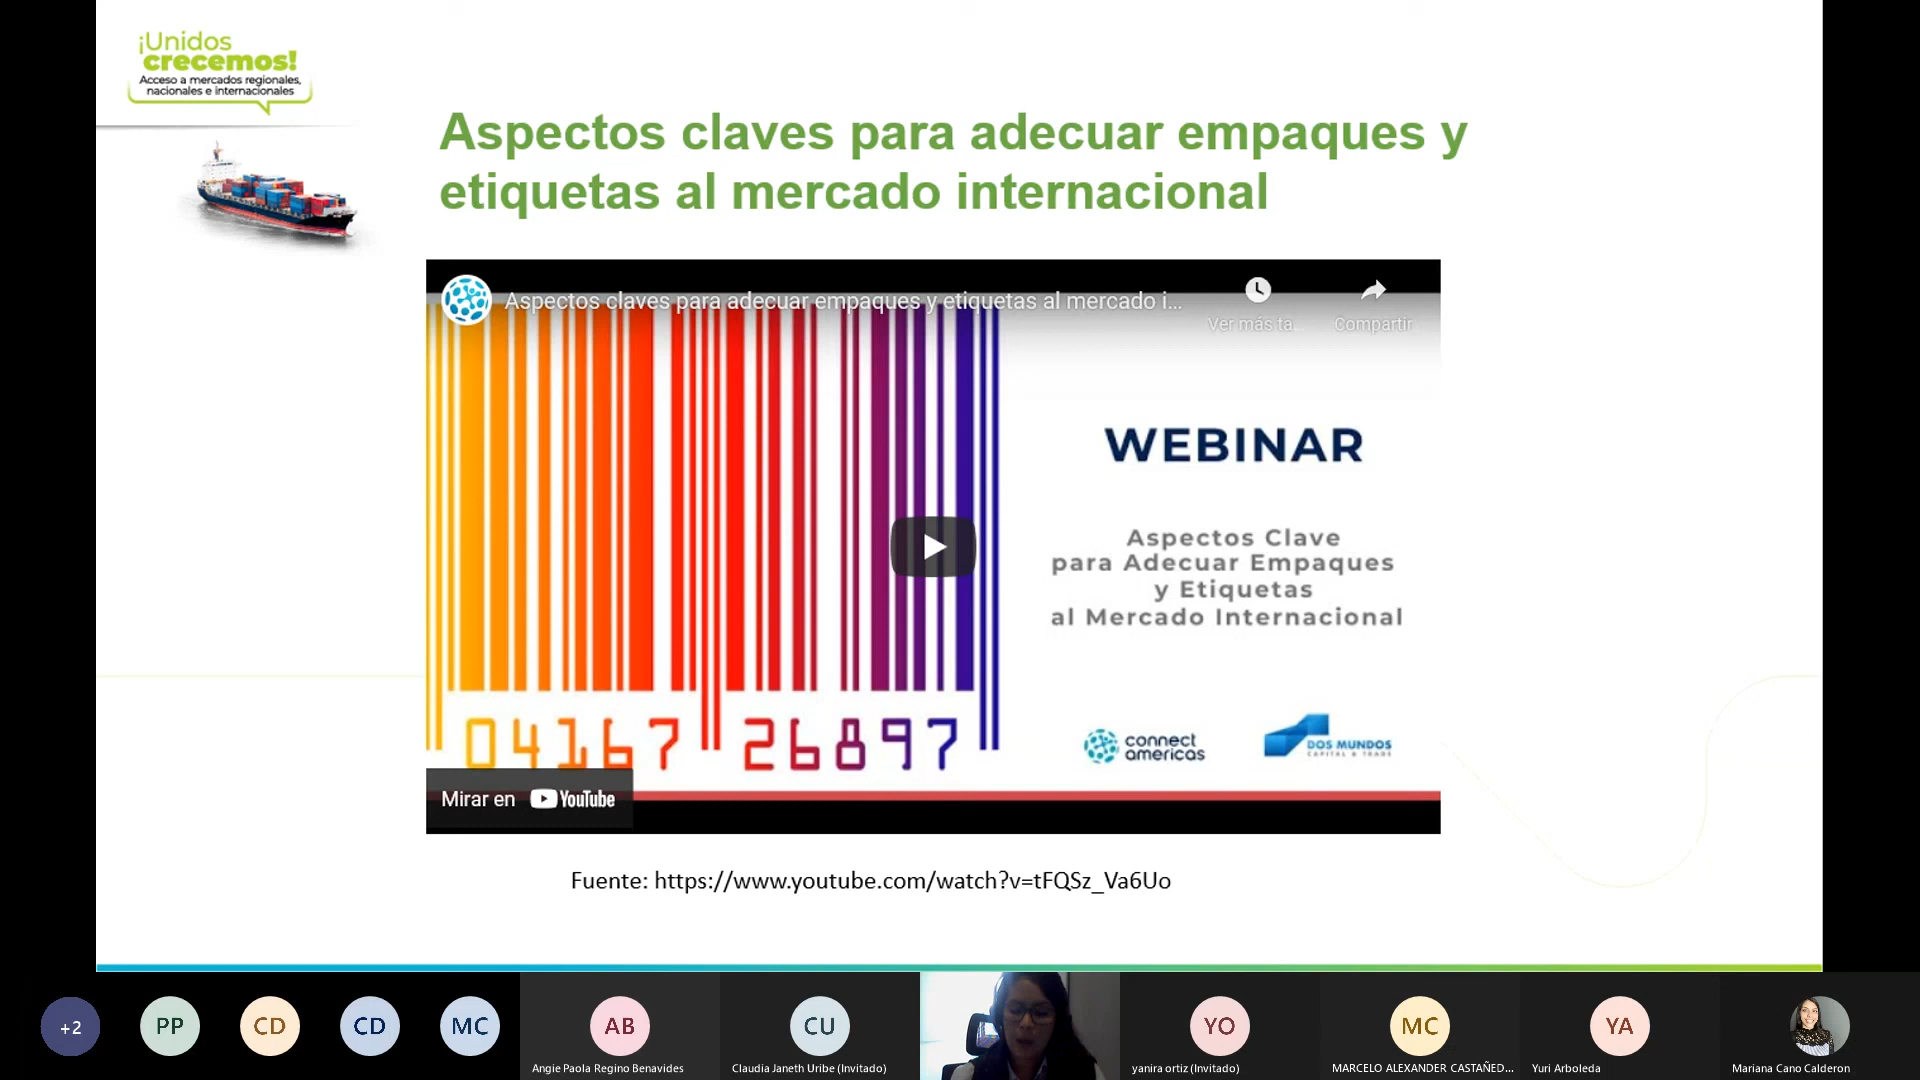 ¡Unidos
crecemos!
Acceso a mercados regionales,
nacionales e internacionales
Aspectos claves para adecuar empaques y
etiquetas al mercado internacional
Aspectos claves para adecuar empaques y etiquetas al mercado i...
Ver más ta...
Compartir
WEBINAR
Aspectos Clave
para Adecuar Empaques
y Etiquetas
al Mercado Internacional
04167 26897
connect
americas
DOS MUNDOS
CAPITAL & TRADE
Mirar en YouTube
Fuente: https://www.youtube.com/watch?v=tFQSz_Va6Uo
+2
PP
CD
CD
MC
AB
CU
YO
MC
YA
Angie Paola Regino Benavides
Claudia Janeth Uribe (Invitado)
yanira ortiz (Invitado)
MARCELO ALEXANDER CASTAÑED...
Yuri Arboleda
Mariana Cano Calderon